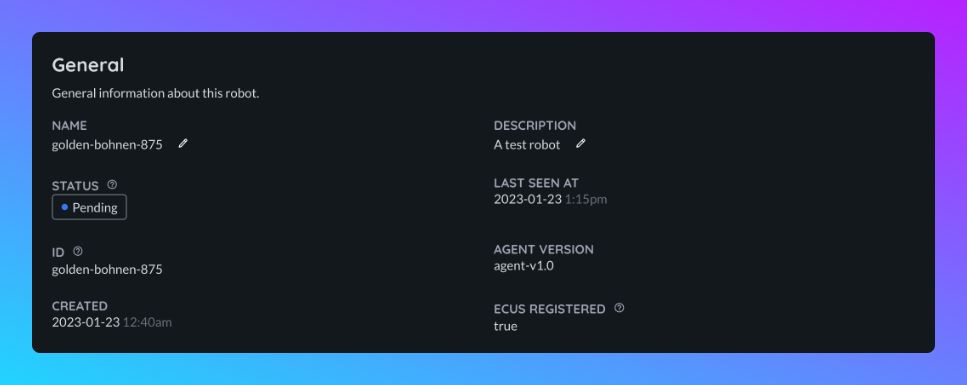 General
General information about this robot.
NAME
golden-bohnen-875
DESCRIPTION
A test robot
STATUS
Pending
LAST SEEN AT
2023-01-23 1:15pm
ID
golden-bohnen-875
AGENT VERSION
agent-v1.0
CREATED
2023-01-23 12:40am
ECUS REGISTERED
true